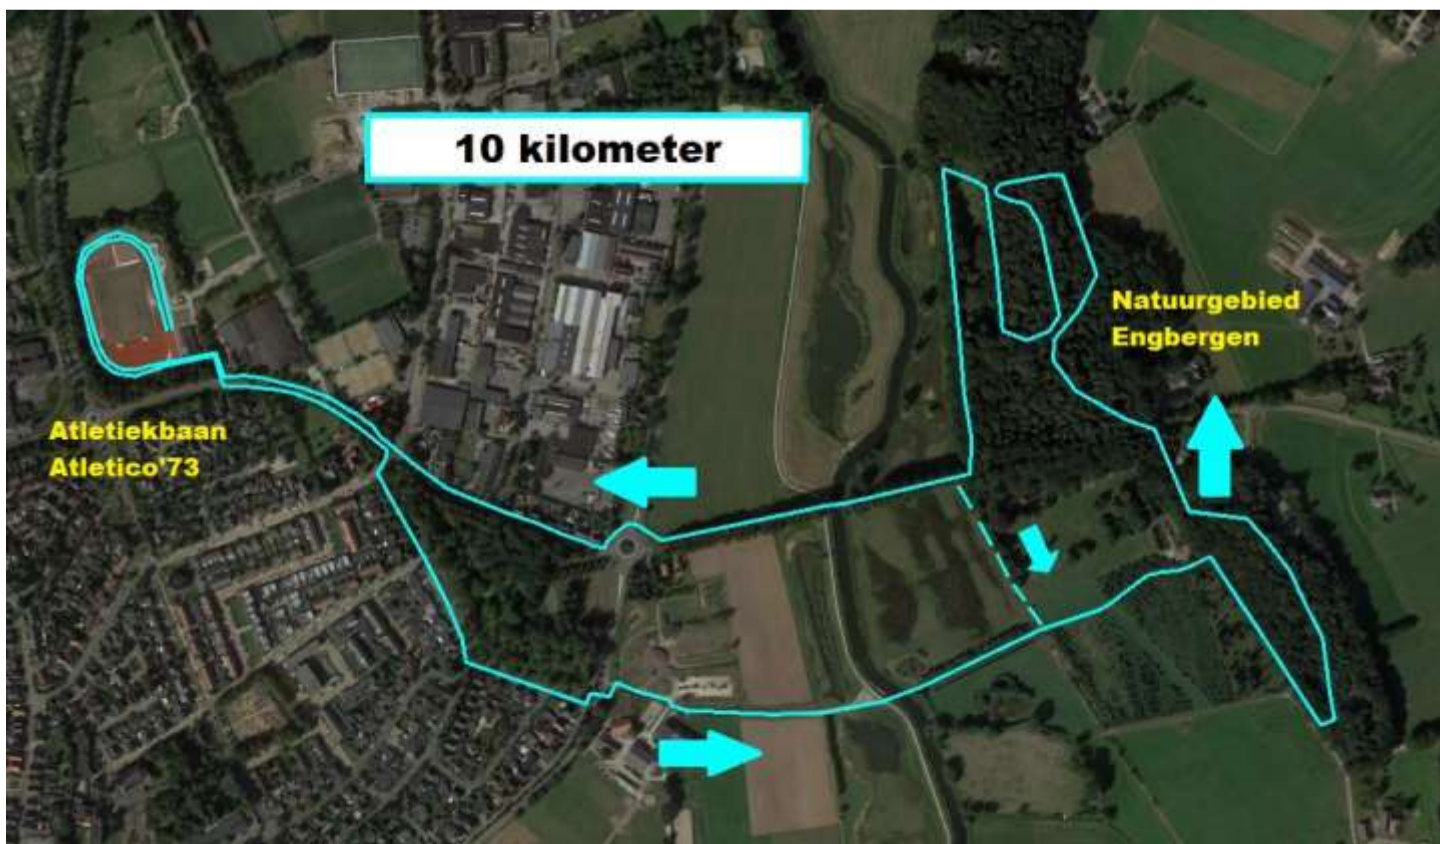 10 kilometer
Natuurgebied
Engbergen
Atletiekbaan
Atletico'73